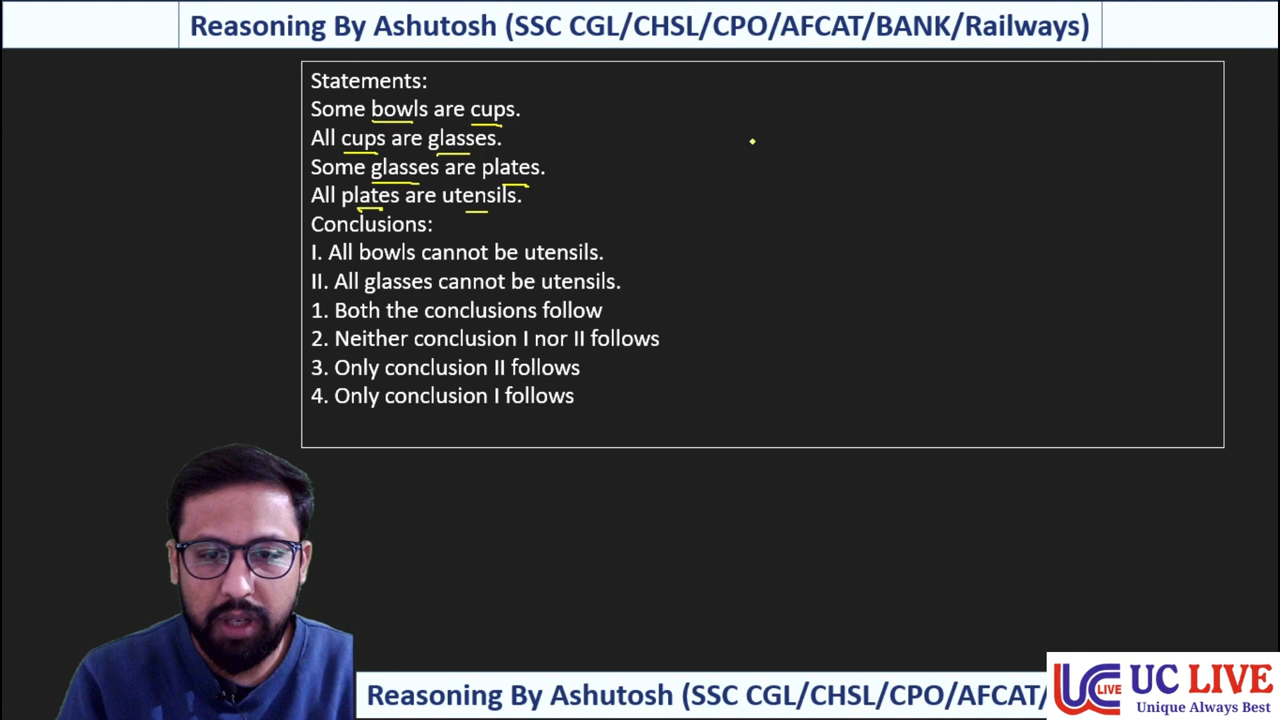 Reasoning By Ashutosh (SSC CGL/CHSL/CPO/AFCAT/BANK/Railways)
Statements:
Some bowls are cups.
All cups are glasses.
Some glasses are plates.
All plates are utensils.
Conclusions:
I. All bowls cannot be utensils.
II. All glasses cannot be utensils.
1. Both the conclusions follow
2. Neither conclusion I nor II follows
3. Only conclusion II follows
4. Only conclusion I follows
Reasoning By Ashutosh (SSC CGL/CHSL/CPO/AFCAT/
UC LIVE UC LIVE
Unique Always Best